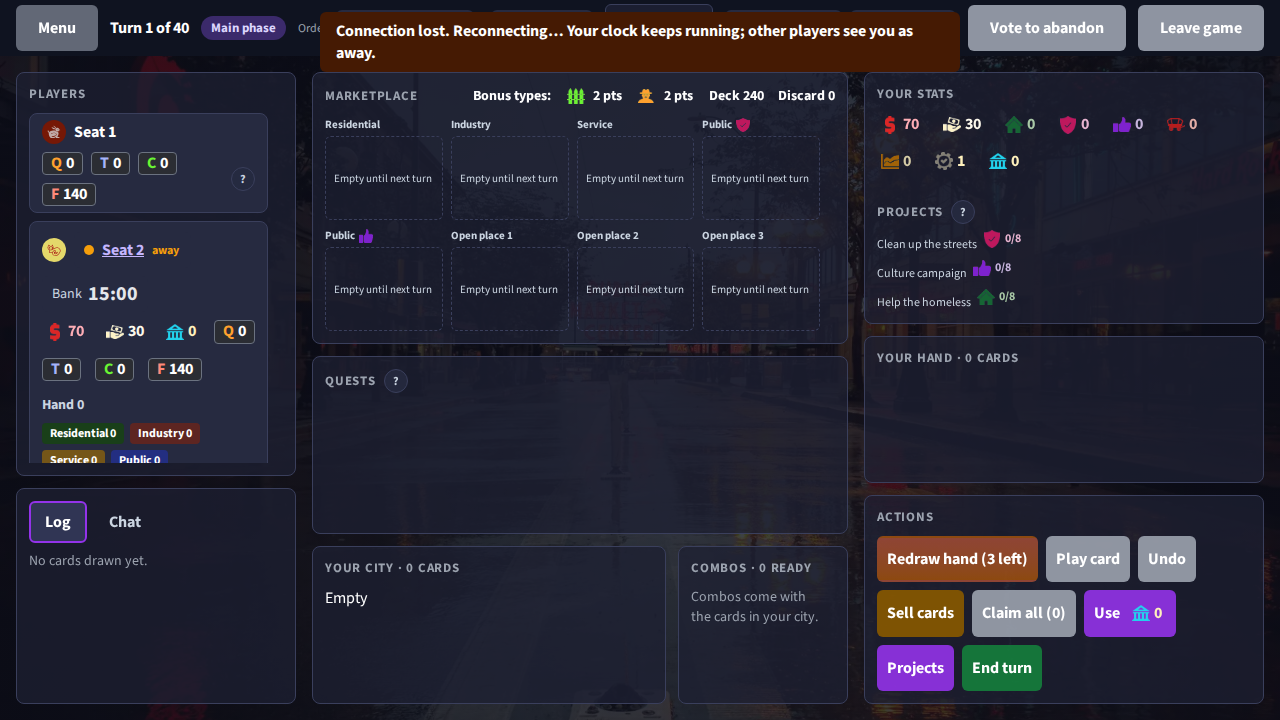 Menu
Turn 1 of 40
Main phase
Connection lost. Reconnecting... Your clock keeps running; other players see you as
away.
Vote to abandon
Leave game
PLAYERS
Seat 1
Q 0
T 0
C 0
F 140
?
Seat 2 away
Bank 15:00
70
30
0
Q 0
T 0
C 0
F 140
Hand 0
Residential 0
Industry 0
Service 0
Public 0
Log
Chat
No cards drawn yet.
MARKETPLACE
Bonus types:
2 pts
2 pts
Deck 240
Discard 0
Residential
Industry
Service
Public
Empty until next turn
Empty until next turn
Empty until next turn
Empty until next turn
Public
Open place 1
Open place 2
Open place 3
Empty until next turn
Empty until next turn
Empty until next turn
Empty until next turn
QUESTS ?
YOUR CITY · 0 CARDS
Empty
COMBOS · 0 READY
Combos come with
the cards in your city.
YOUR STATS
70
30
0
0
0
0
0
1
0
PROJECTS ?
Clean up the streets 0/8
Culture campaign 0/8
Help the homeless 0/8
YOUR HAND · 0 CARDS
ACTIONS
Redraw hand (3 left)
Play card
Undo
Sell cards
Claim all (0)
Use 0
Projects
End turn